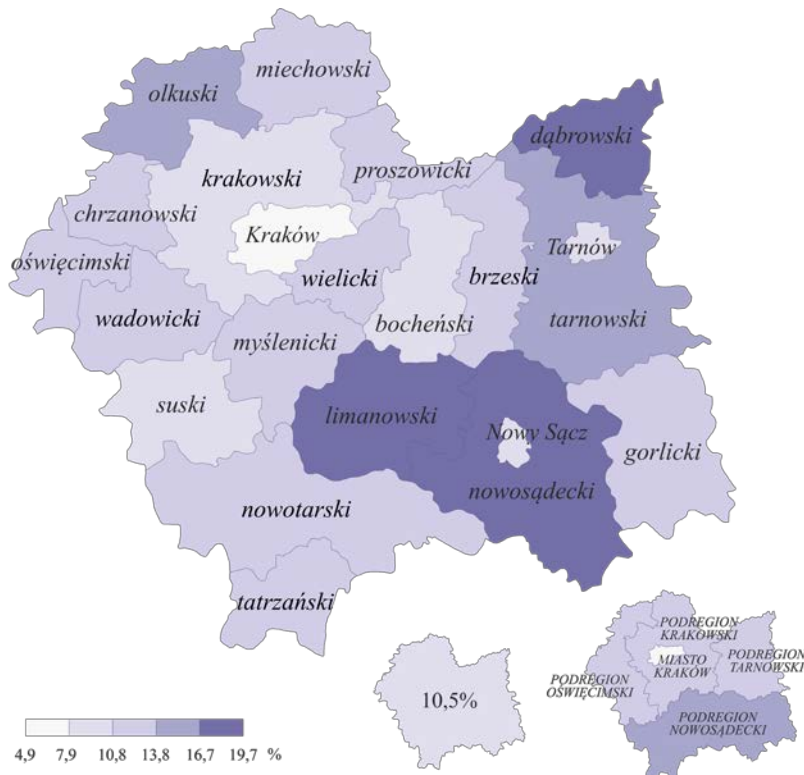 miechowski
olkuski
dąbrowski
proszowicki
krakowski
chrzanowski
Kraków
Tarnów
oświęcimski
wielicki
brzeski
wadowicki
bocheński
tarnowski
myślenicki
suski
limanowski
Nowy Sącz
gorlicki
nowosądecki
nowotarski
tatrzański
PODREGION
KRAKOWSKI
MIASTO
KRAKÓW
PODREGION
TARNOWSKI
PODREGION
OŚWIĘCIMSKI
10,5%
PODREGION
NOWOSĄDECKI
4,9 7,9 10,8 13,8 16,7 19,7 %